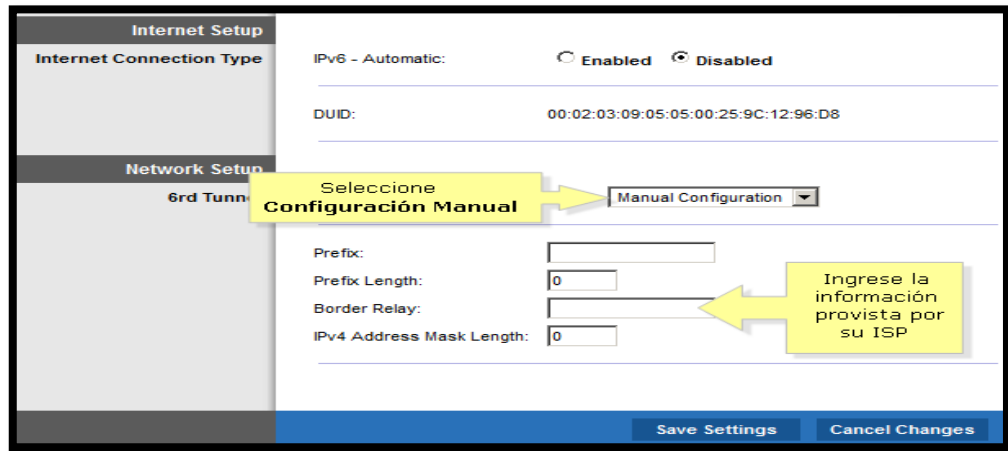 Internet Setup
Internet Connection Type
IPv6 - Automatic: Enabled Disabled
DUID: 00:02:03:09:05:05:00:25:9C:12:96:D8
Network Setup
6rd Tunn
Seleccione
Configuración Manual
Manual Configuration
Prefix:
Prefix Length: 0
Border Relay:
IPv4 Address Mask Length: 0
Ingrese la
información
provista por
su ISP
Save Settings Cancel Changes